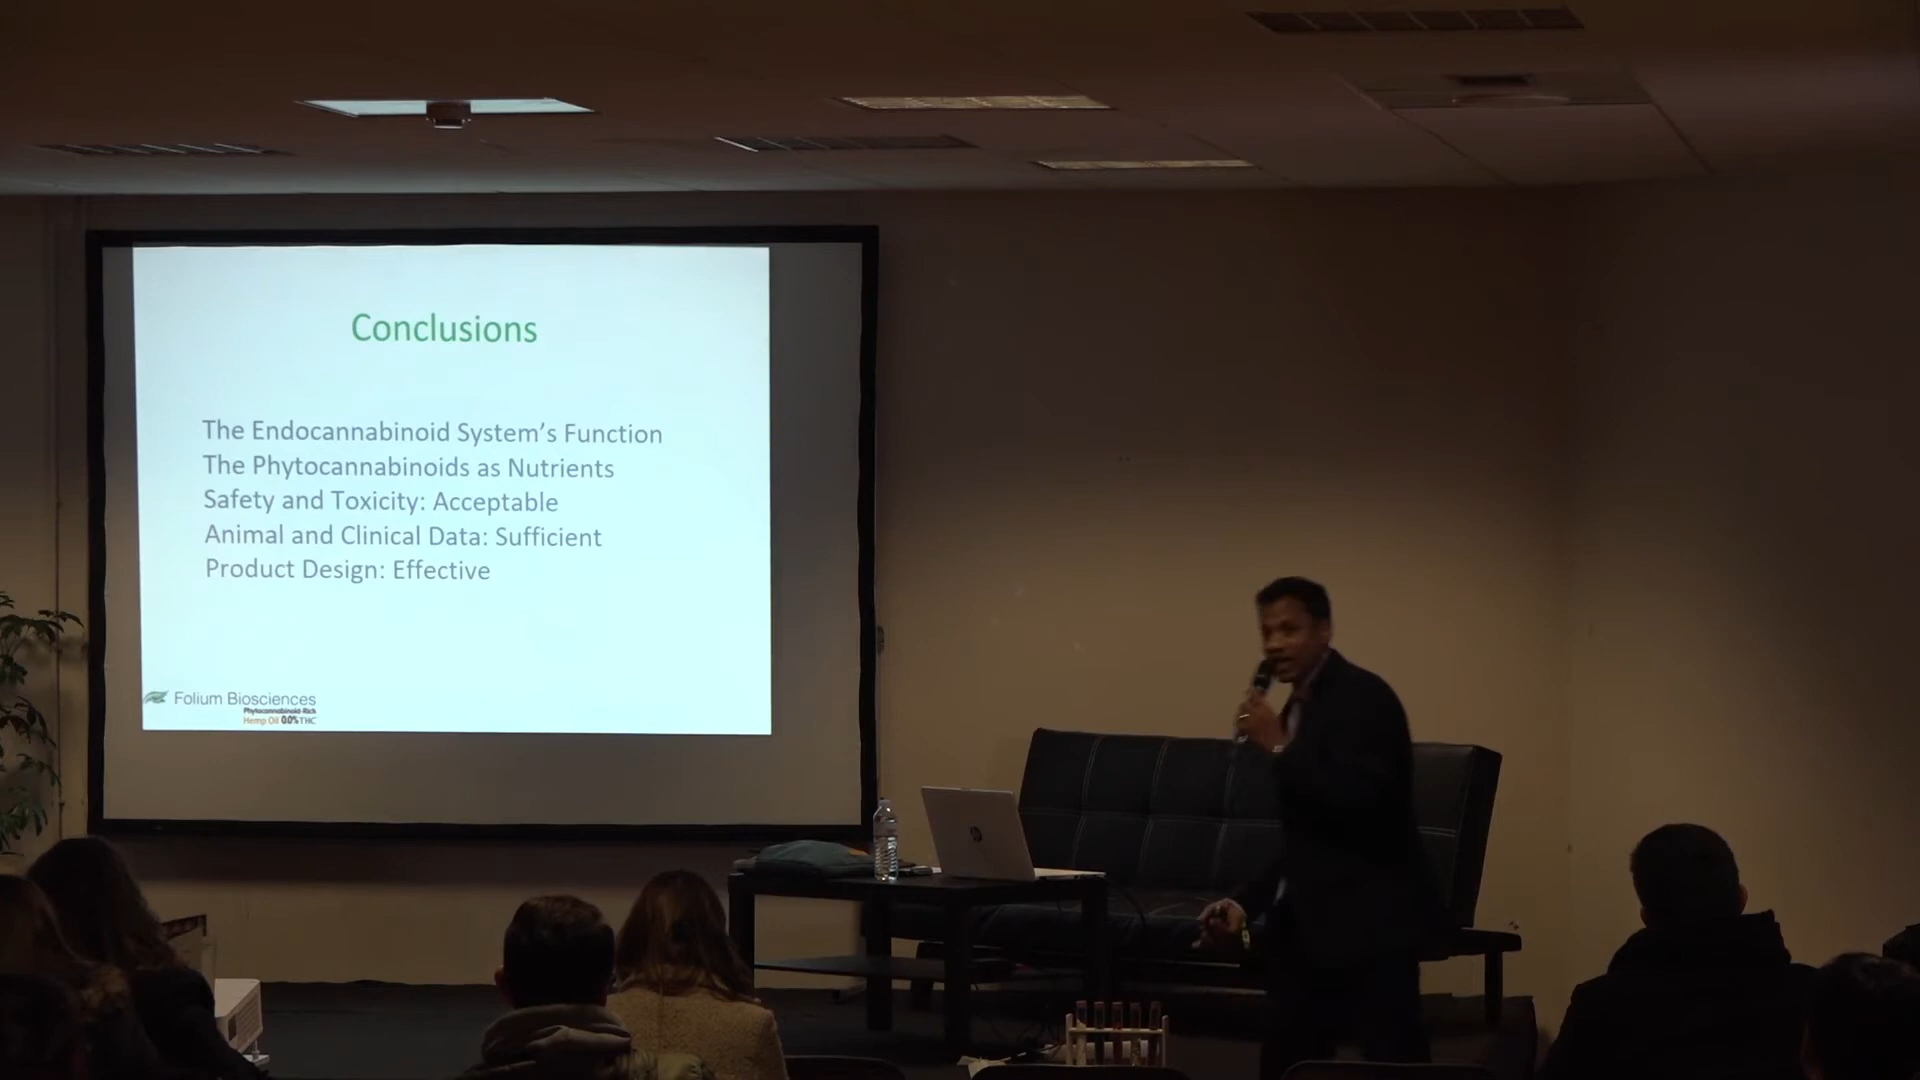 Conclusions
The Endocannabinoid System’s Function
The Phytocannabinoids as Nutrients
Safety and Toxicity: Acceptable
Animal and Clinical Data: Sufficient
Product Design: Effective
Folium Biosciences
Phytocannabinoid-Rich
Hemp Oil 0.0% THC
hp